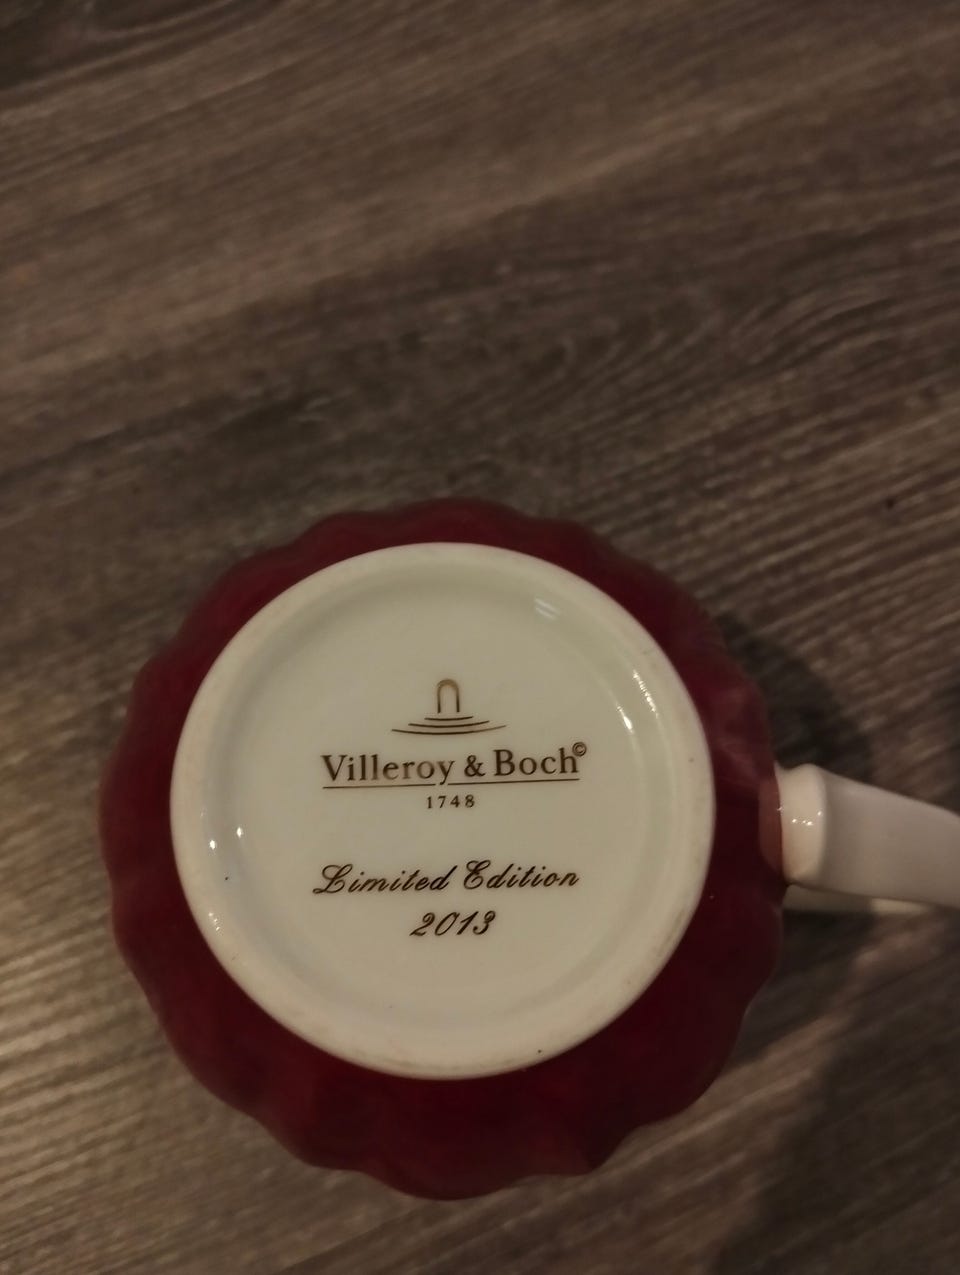 Villeroy & Boch©
1748
Limited Edition
2013